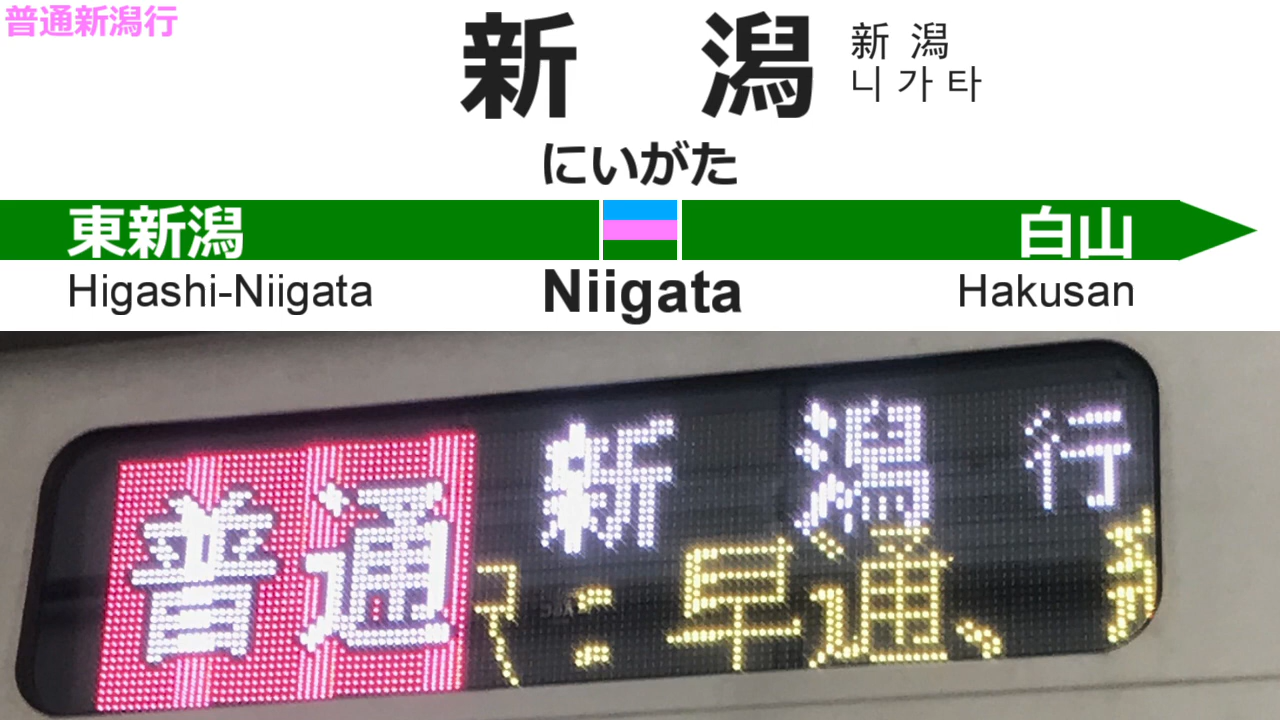 普通新潟行
新潟
新潟
니가타
にいがた
東新潟 白山
Higashi-Niigata Niigata Hakusan
普通 新潟行
:早通、